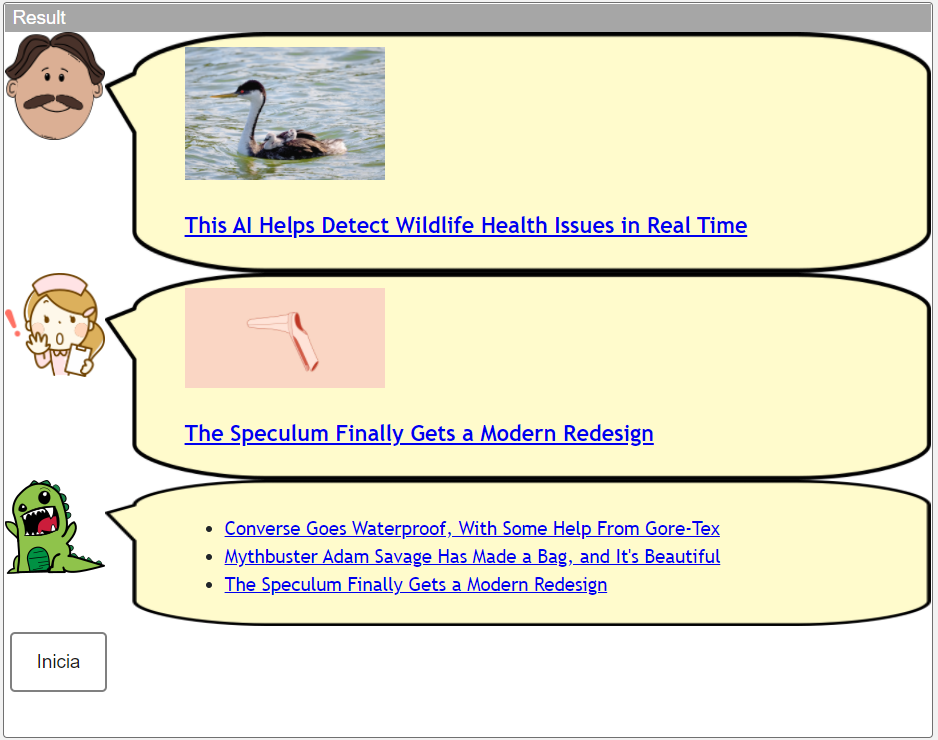 Result
This AI Helps Detect Wildlife Health Issues in Real Time
The Speculum Finally Gets a Modern Redesign
Converse Goes Waterproof, With Some Help From Gore-Tex
Mythbuster Adam Savage Has Made a Bag, and It's Beautiful
The Speculum Finally Gets a Modern Redesign
Inicia